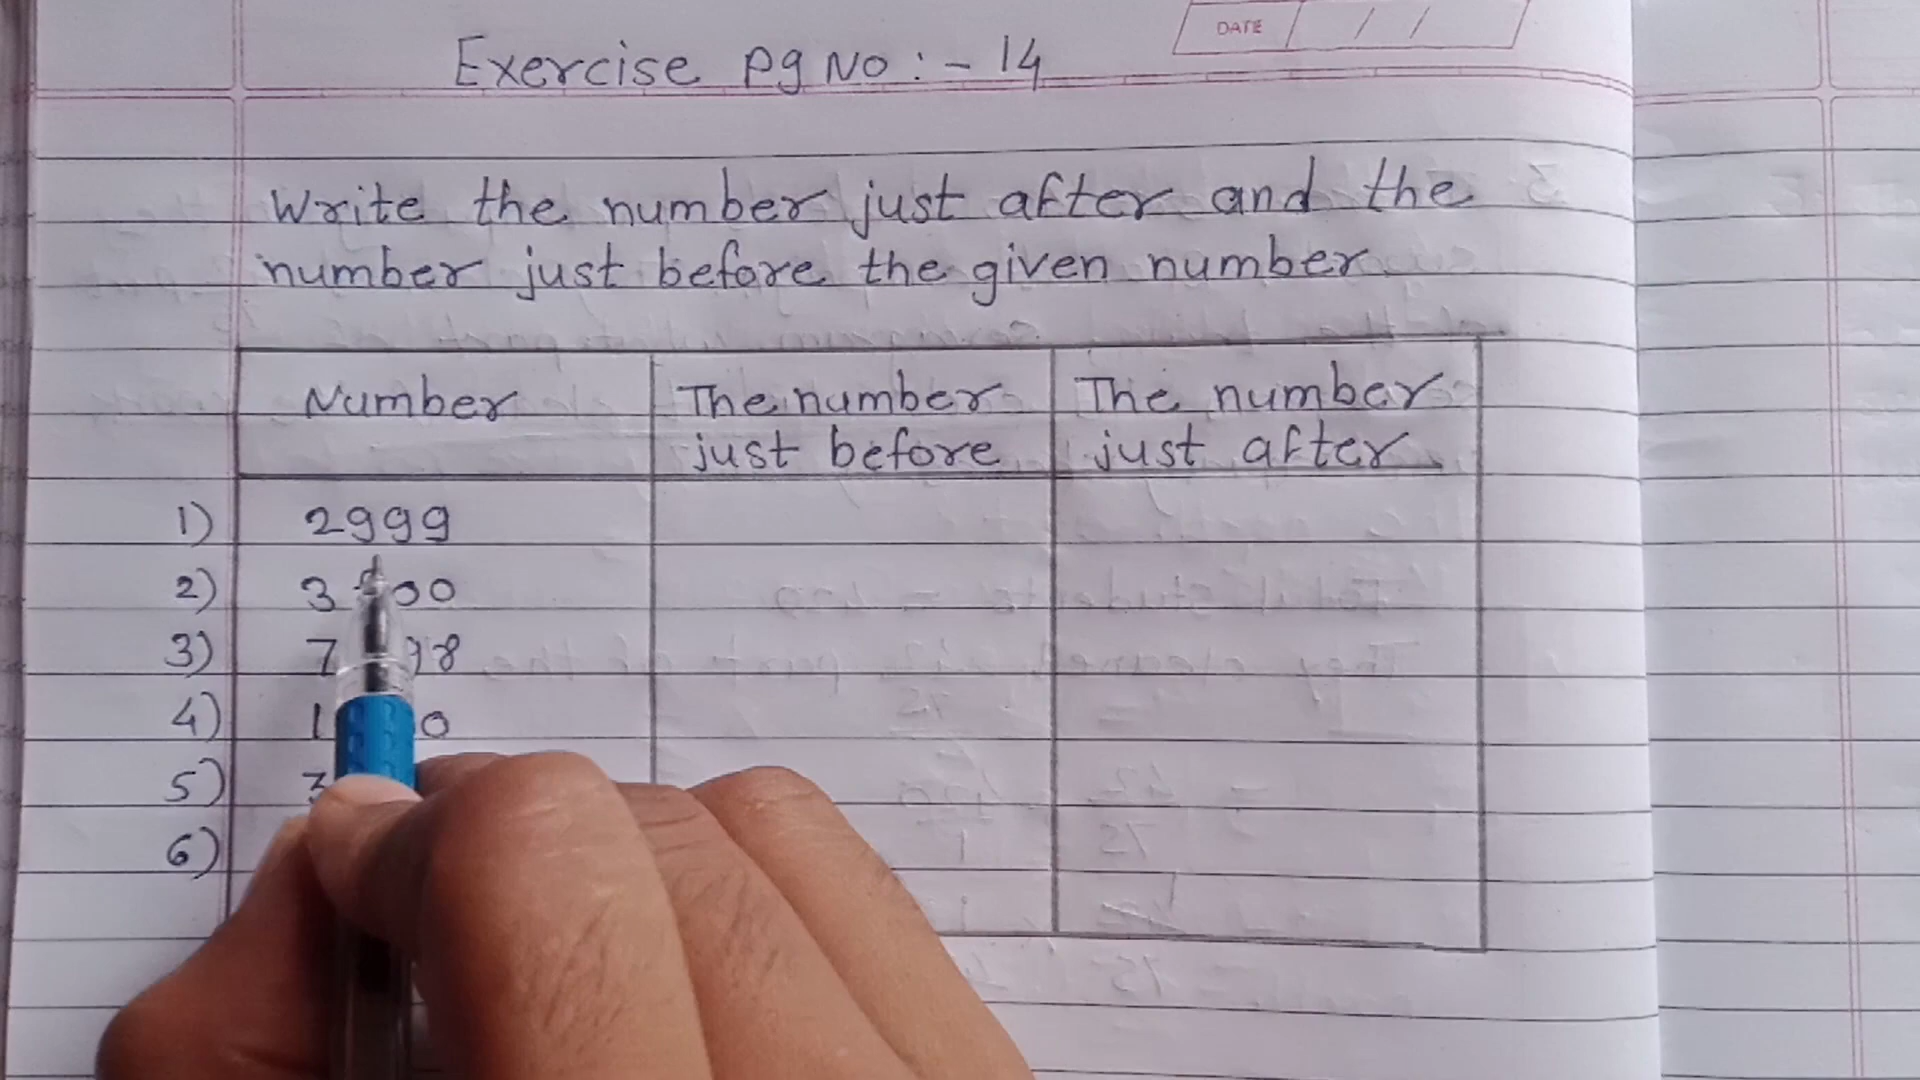 DATE / /
Exercise pg No : - 14
Write the number just after and the
number just before the given number.
Number The number just before The number just after
1) 2999
2)
3)
4)
5)
6)